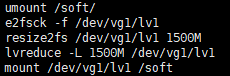 umount /soft/
e2fsck -f /dev/vg1/lv1
resize2fs /dev/vg1/lv1 1500M
lvreduce -L 1500M /dev/vg1/lv1
mount /dev/vg1/lv1 /soft